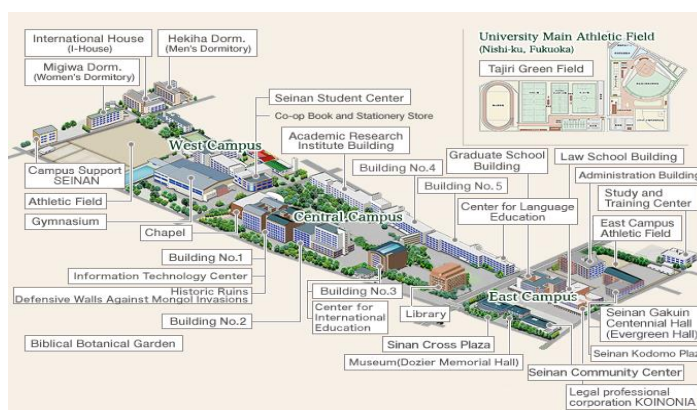 International House
(I-House)
Hekiha Dorm.
(Men's Dormitory)
Migiwa Dorm.
(Women's Dormitory)
University Main Athletic Field
(Nishi-ku, Fukuoka)
Tajiri Green Field
Seinan Student Center
Co-op Book and Stationery Store
West Campus
Academic Research
Institute Building
Building No.4
Building No.5
Graduate School
Building
Law School Building
Administration Building
Center for Language
Education
Study and
Training Center
East Campus
Athletic Field
Campus Support
SEINAN
Athletic Field
Gymnasium
Chapel
Central Campus
Building No.1
Information Technology Center
Historic Ruins
Defensive Walls Against Mongol Invasions
Building No.2
Biblical Botanical Garden
Building No.3
Center for
International
Education
Library
East Campus
Sinan Cross Plaza
Museum(Dozier Memorial Hall)
Seinan Gakuin
Centennial Hall
(Evergreen Hall)
Seinan Kodomo Plaz
Seinan Community Center
Legal professional
corporation KOINONIA